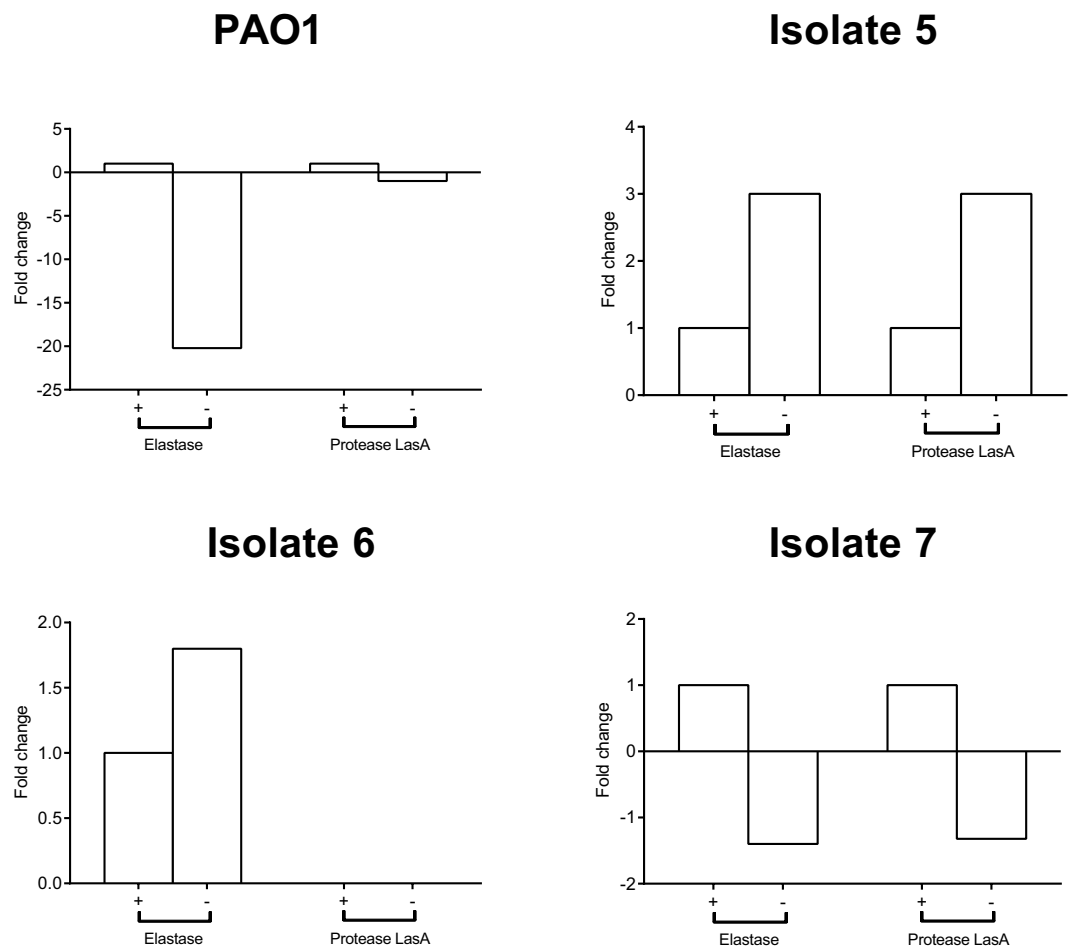 PAO1
Isolate 5
5
0
-5
-10
-15
-20
-25
Fold change
+ - + -
Elastase Protease LasA
4
3
2
1
0
Fold change
+ - + -
Elastase Protease LasA
Isolate 6
Isolate 7
2.0
1.5
1.0
0.5
0.0
Fold change
+ - + -
Elastase Protease LasA
2
1
0
-1
-2
Fold change
+ - + -
Elastase Protease LasA